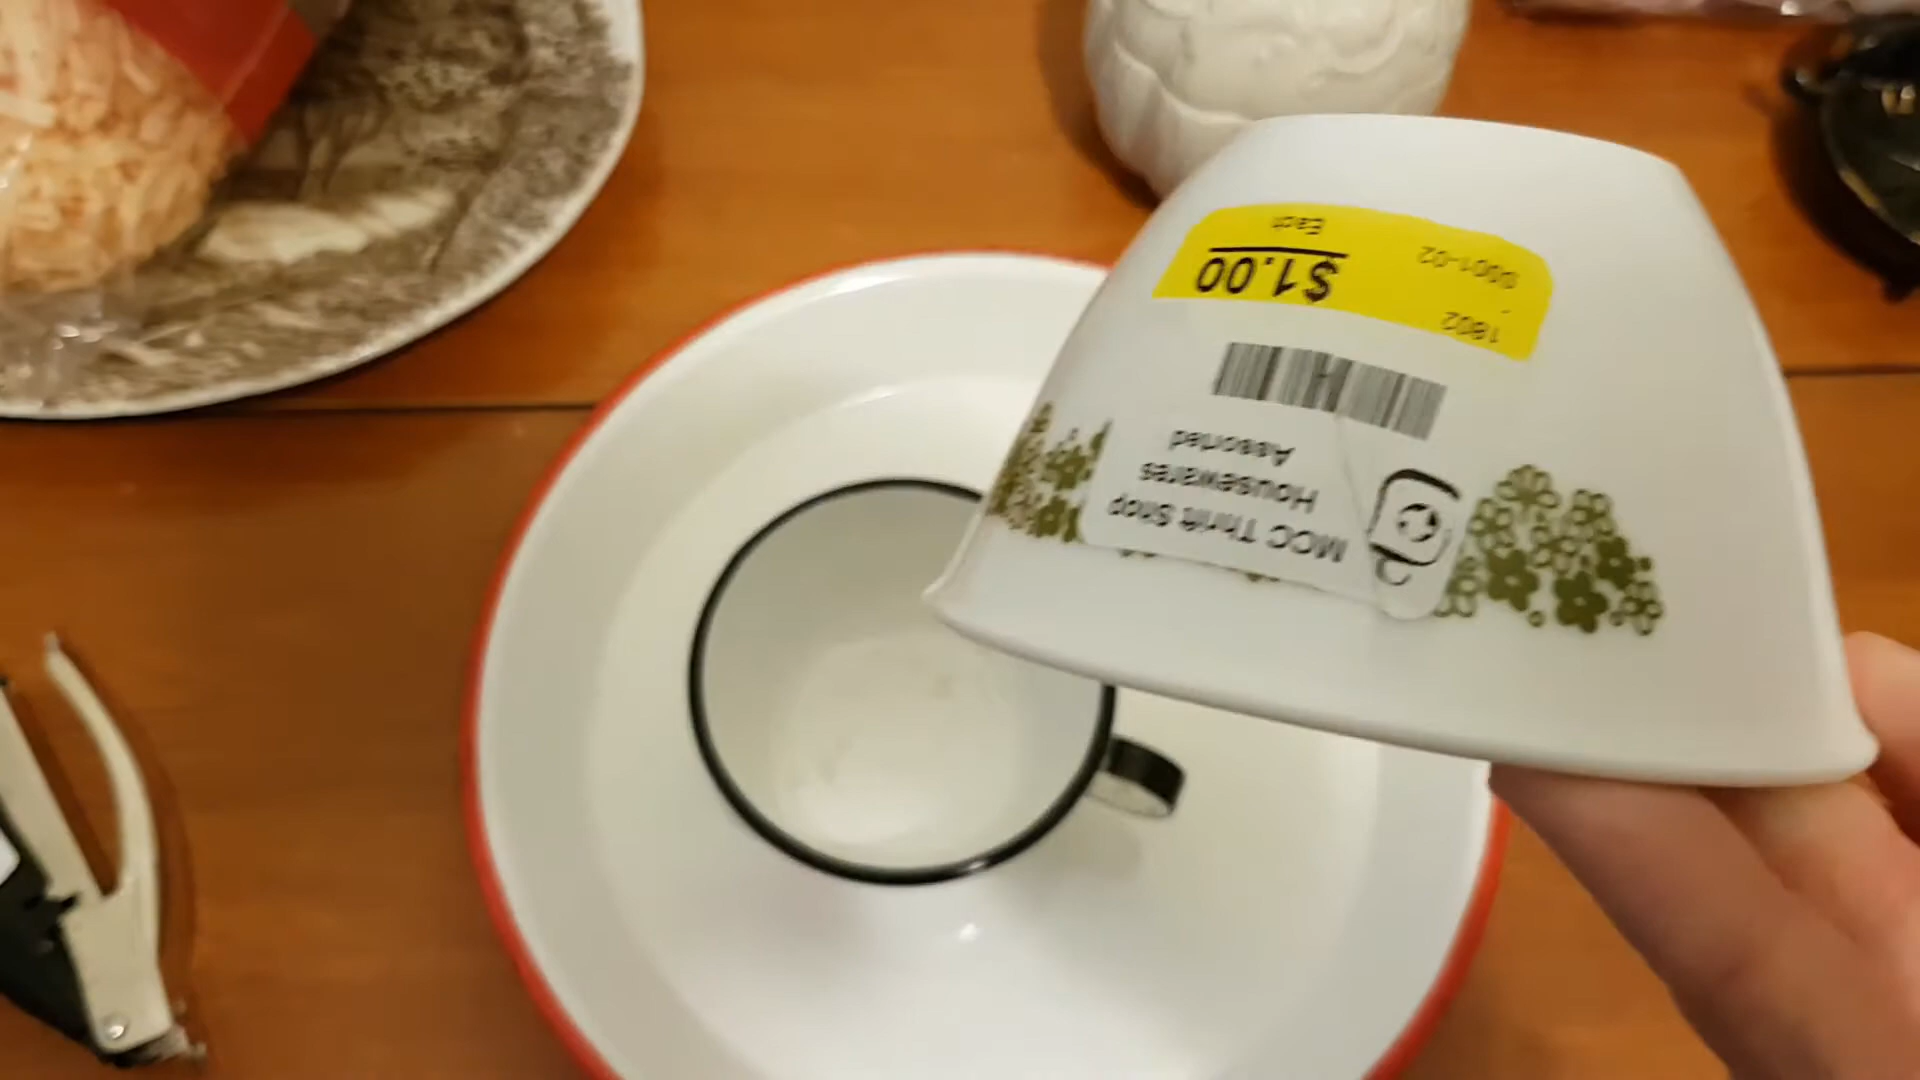 MCC Thrift Shop
Housewares
Assorted
1802
0001-02
$1.00
Each